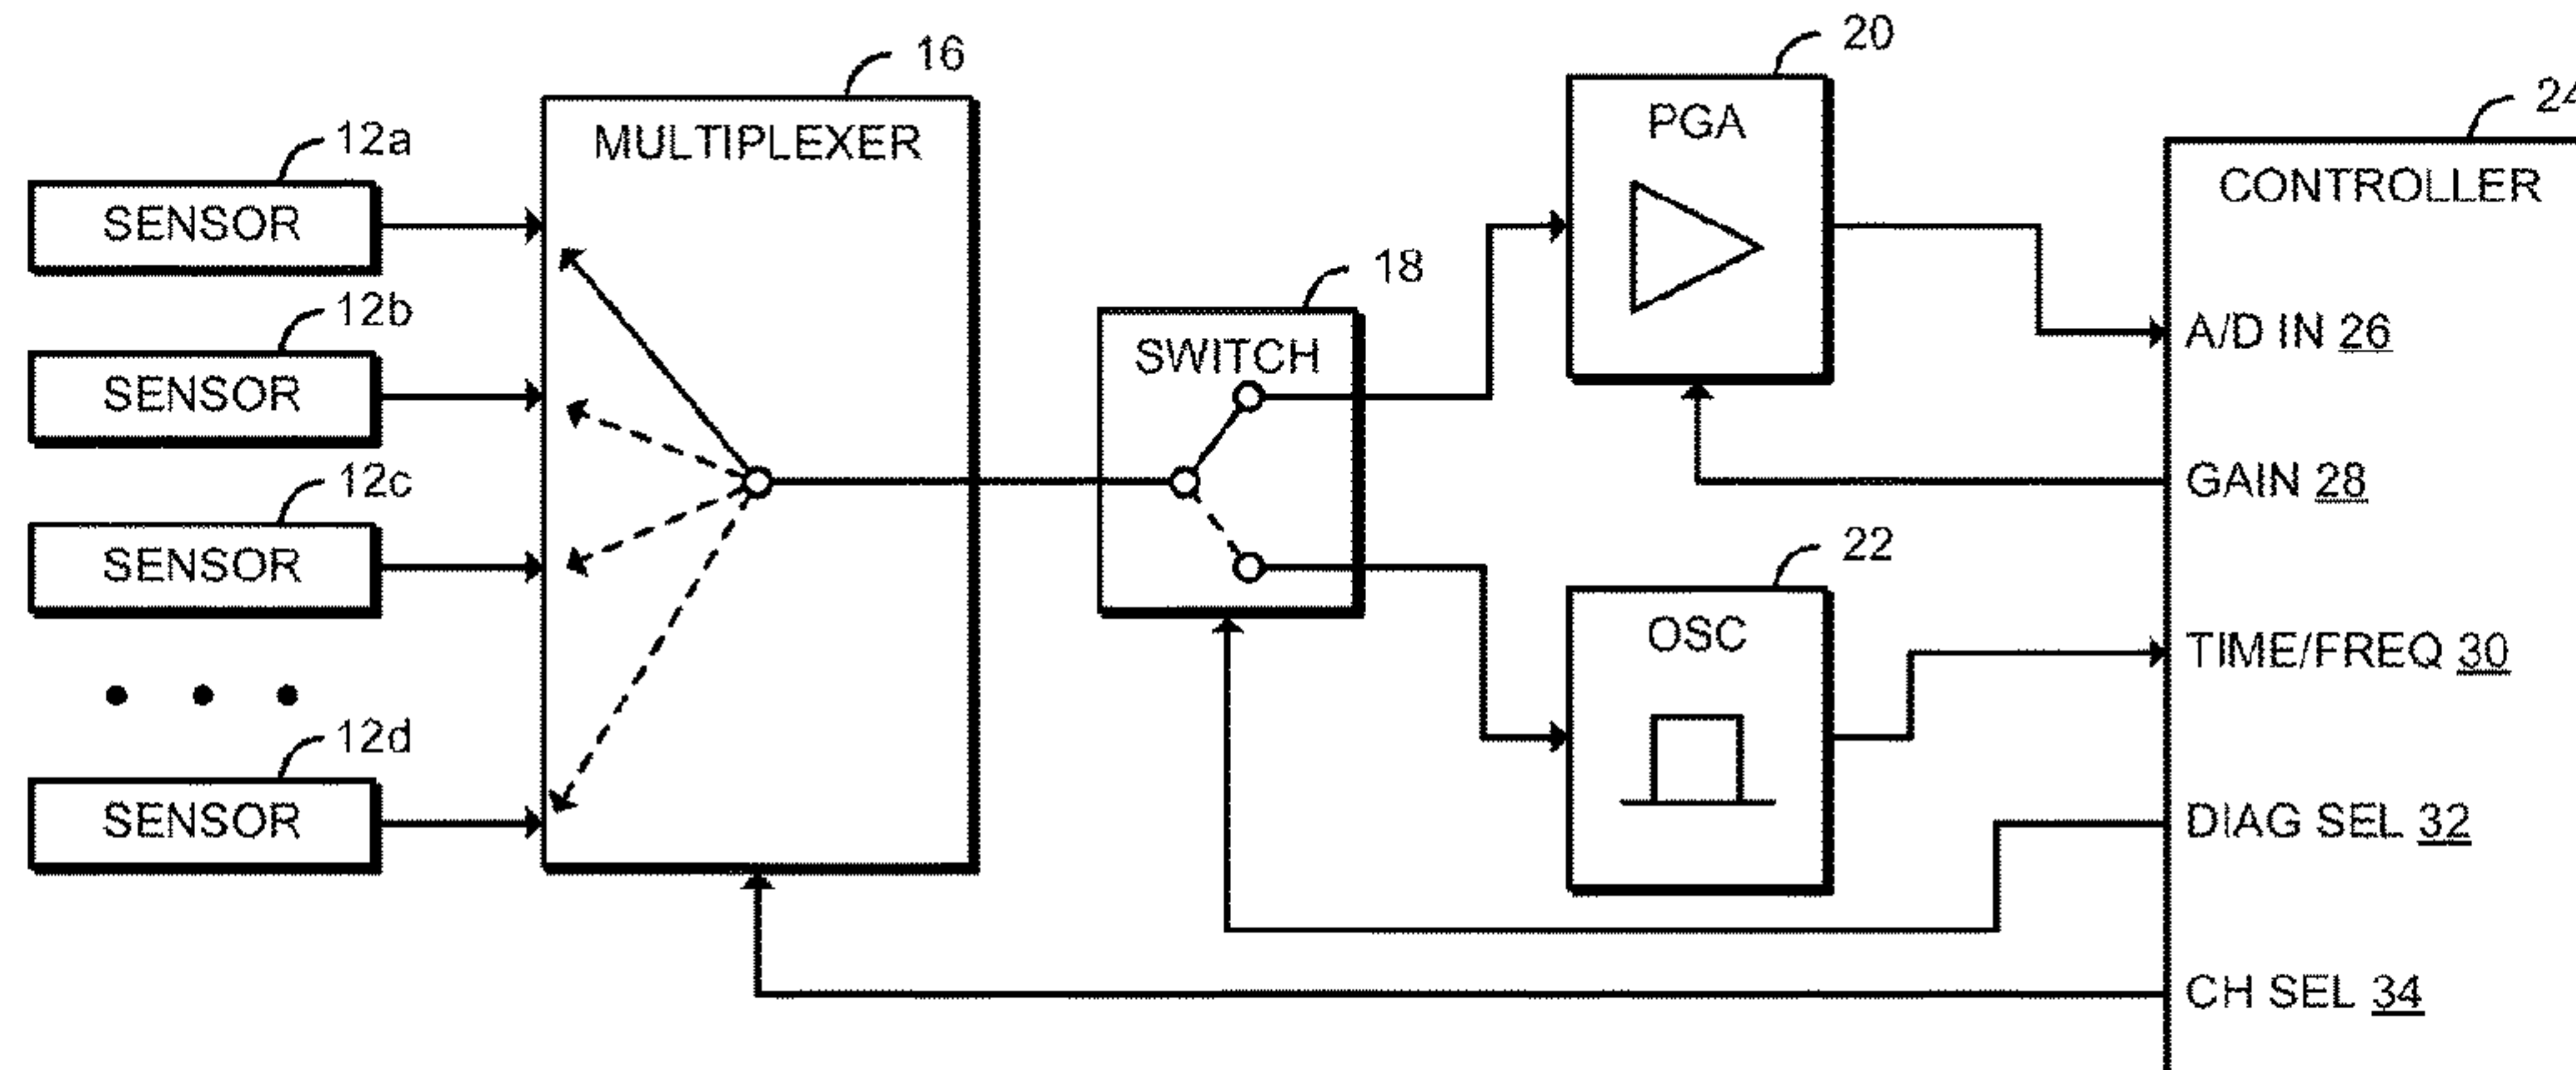 16
20
24
12a
SENSOR
MULTIPLEXER
PGA
CONTROLLER
12b
SENSOR
18
SWITCH
A/D IN 26
12c
SENSOR
GAIN 28
22
OSC
TIME/FREQ 30
12d
SENSOR
DIAG SEL 32
CH SEL 34